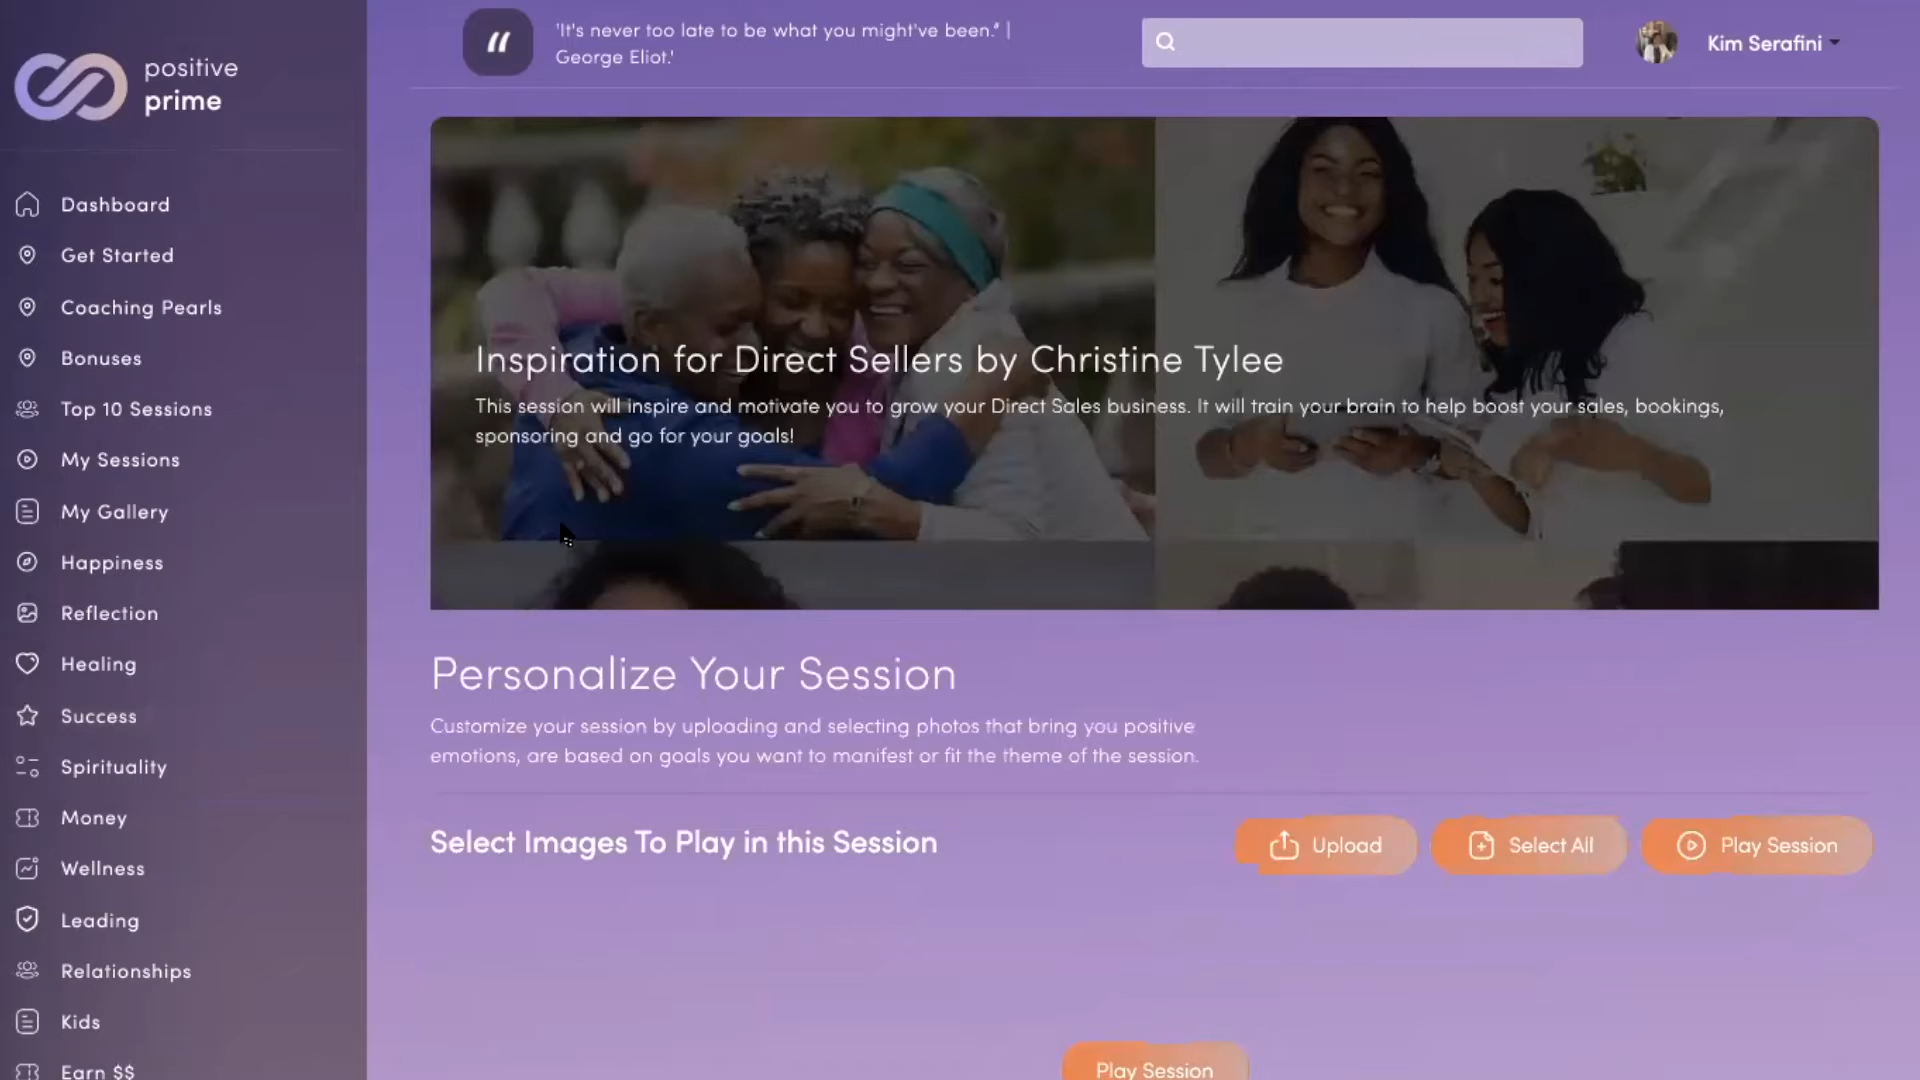 positive
prime
Dashboard
Get Started
Coaching Pearls
Bonuses
Top 10 Sessions
My Sessions
My Gallery
Happiness
Reflection
Healing
Success
Spirituality
Money
Wellness
Leading
Relationships
Kids
Earn $$
“
'It's never too late to be what you might've been.” |
George Eliot.'
Kim Serafini
Inspiration for Direct Sellers by Christine Tylee
This session will inspire and motivate you to grow your Direct Sales business. It will train your brain to help boost your sales, bookings,
sponsoring and go for your goals!
Personalize Your Session
Customize your session by uploading and selecting photos that bring you positive
emotions, are based on goals you want to manifest or fit the theme of the session.
Select Images To Play in this Session
Upload
Select All
Play Session
Play Session